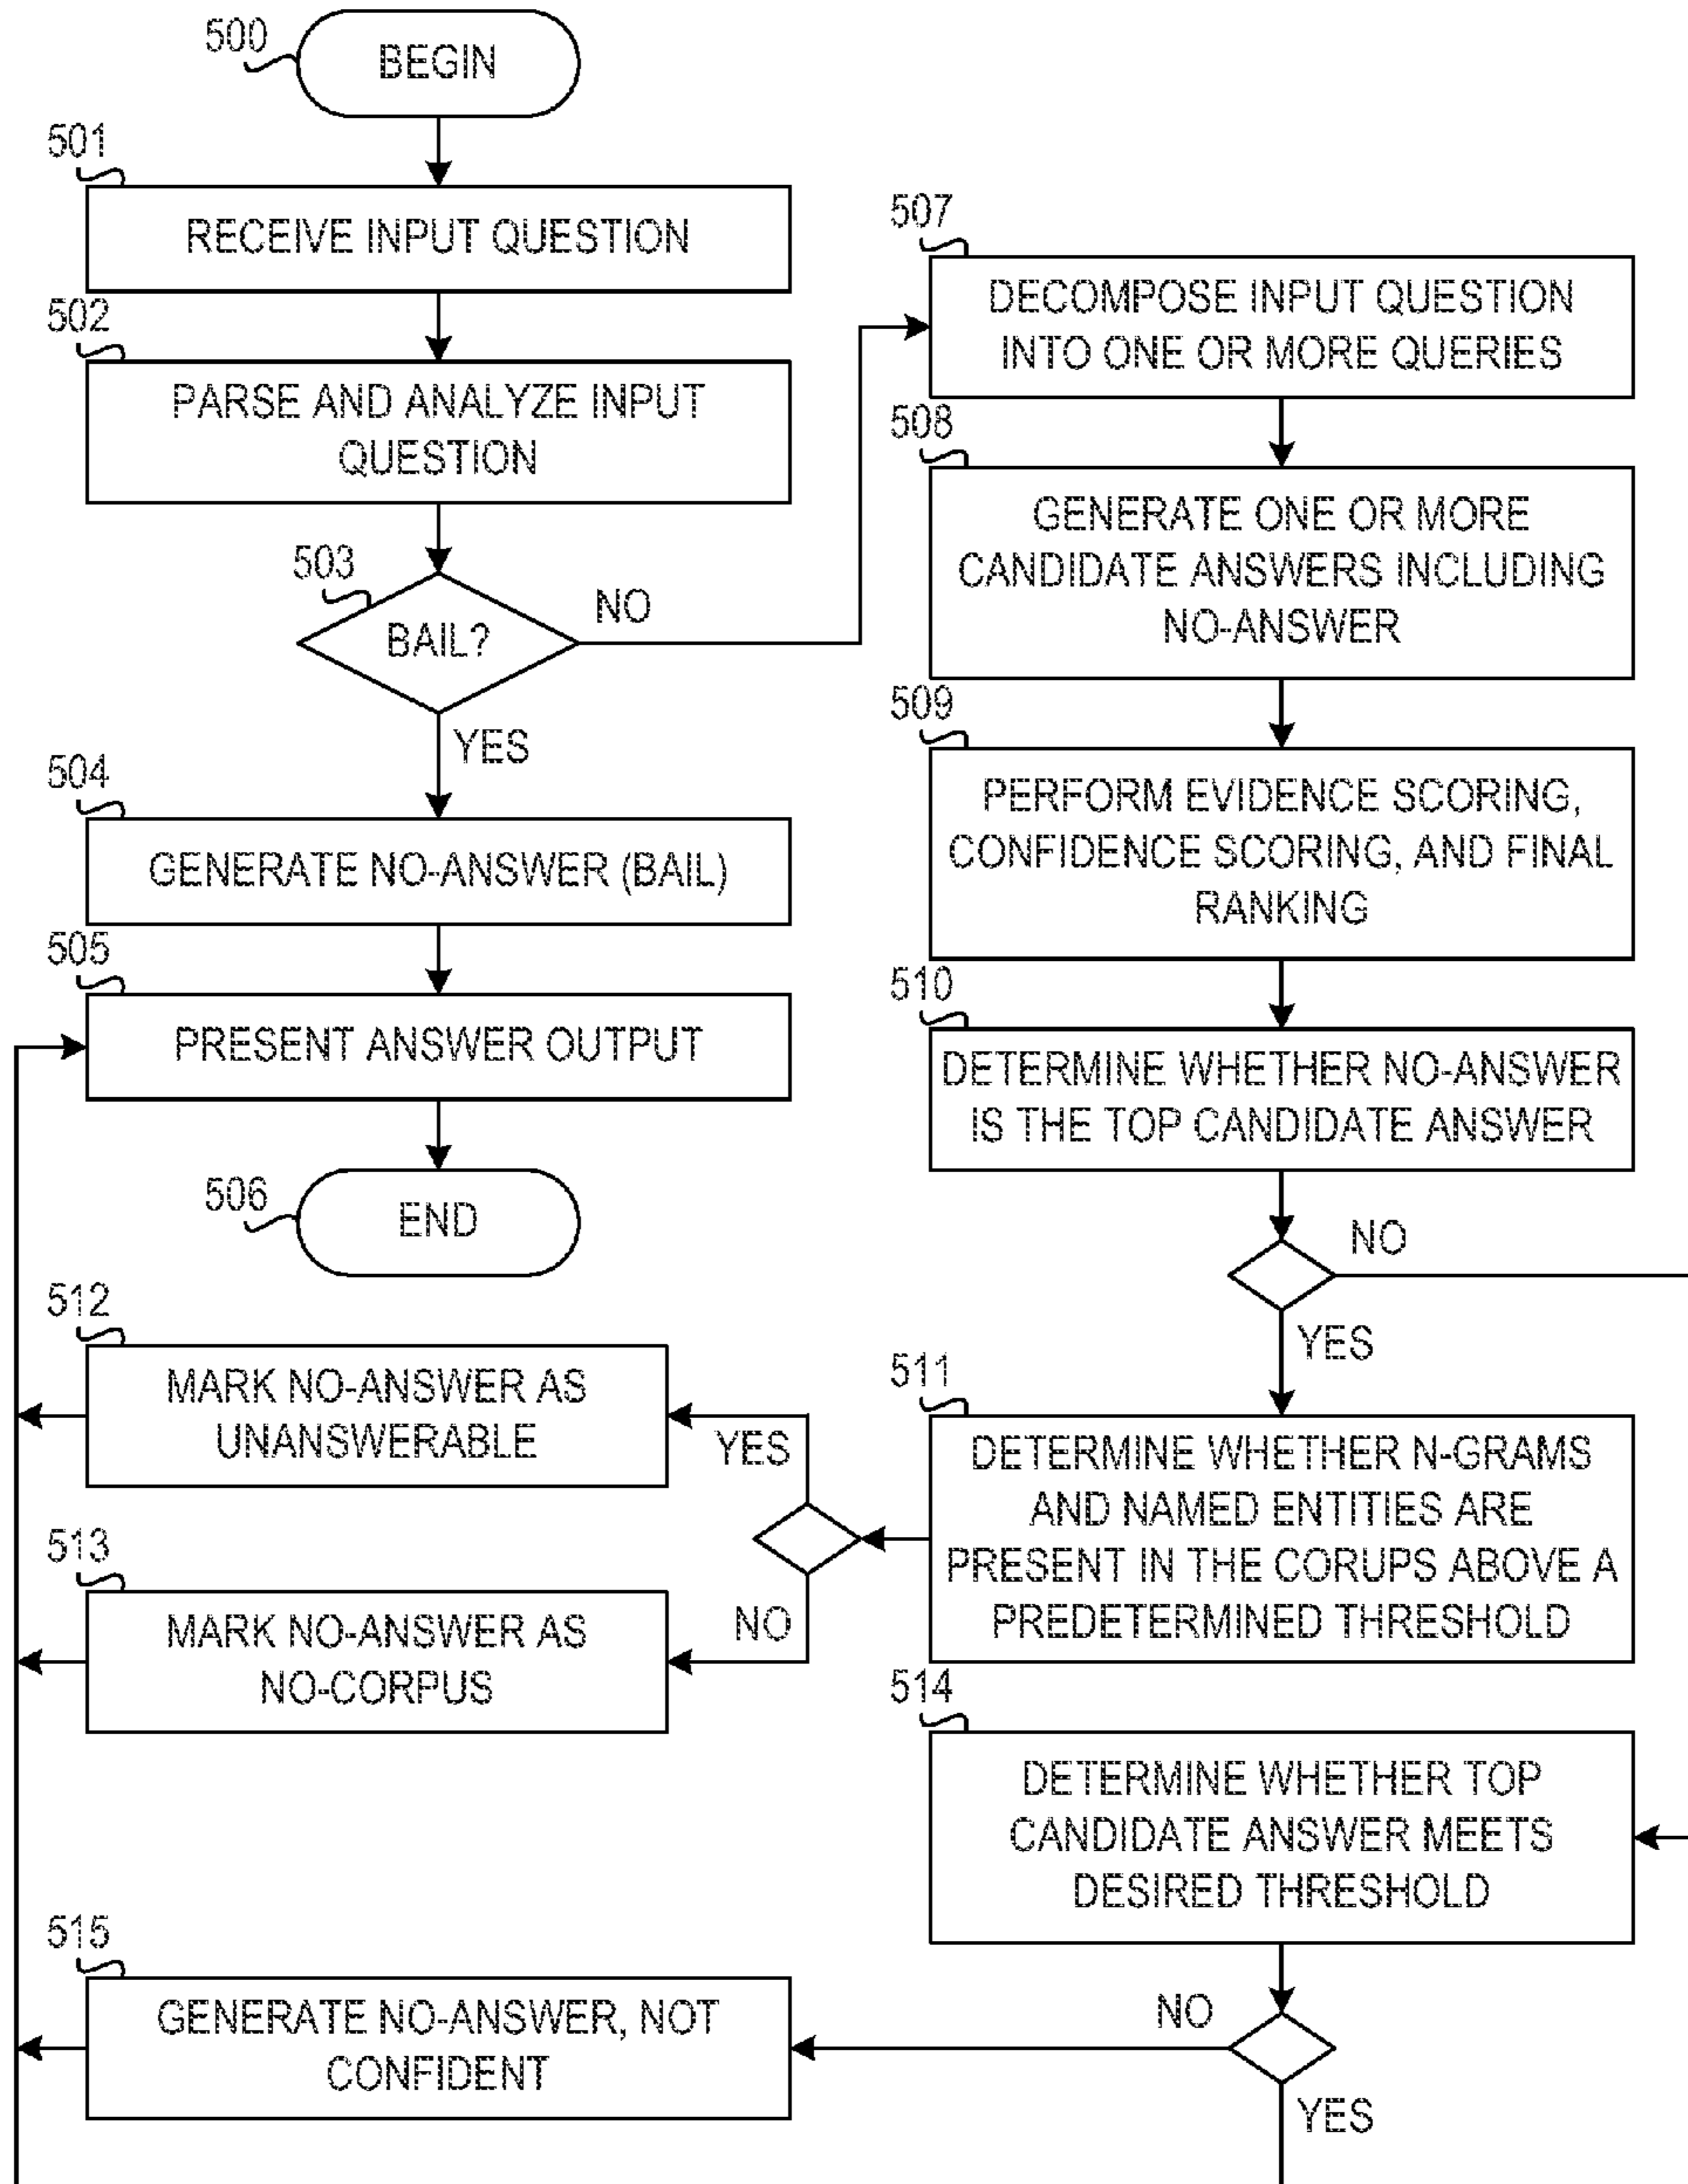 500
BEGIN
501
RECEIVE INPUT QUESTION
502
PARSE AND ANALYZE INPUT
QUESTION
503
BAIL?
NO
YES
504
GENERATE NO-ANSWER (BAIL)
505
PRESENT ANSWER OUTPUT
506
END
507
DECOMPOSE INPUT QUESTION
INTO ONE OR MORE QUERIES
508
GENERATE ONE OR MORE
CANDIDATE ANSWERS INCLUDING
NO-ANSWER
509
PERFORM EVIDENCE SCORING,
CONFIDENCE SCORING, AND FINAL
RANKING
510
DETERMINE WHETHER NO-ANSWER
IS THE TOP CANDIDATE ANSWER
NO
YES
511
DETERMINE WHETHER N-GRAMS
AND NAMED ENTITIES ARE
PRESENT IN THE CORUPS ABOVE A
PREDETERMINED THRESHOLD
YES
NO
512
MARK NO-ANSWER AS
UNANSWERABLE
513
MARK NO-ANSWER AS
NO-CORPUS
514
DETERMINE WHETHER TOP
CANDIDATE ANSWER MEETS
DESIRED THRESHOLD
NO
YES
515
GENERATE NO-ANSWER, NOT
CONFIDENT